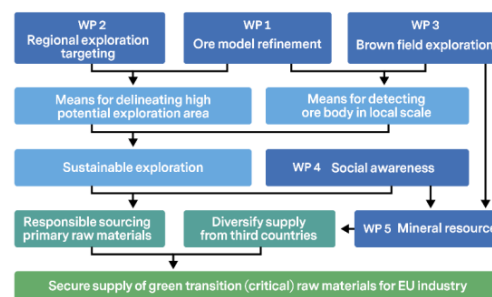 WP 2
Regional exploration
targeting
WP 1
Ore model refinement
WP 3
Brown field exploration
Means for delineating high
potential exploration area
Means for detecting
ore body in local scale
Sustainable exploration
WP 4 Social awareness
Responsible sourcing
primary raw materials
Diversify supply
from third countries
WP 5 Mineral resource
Secure supply of green transition (critical) raw materials for EU industry